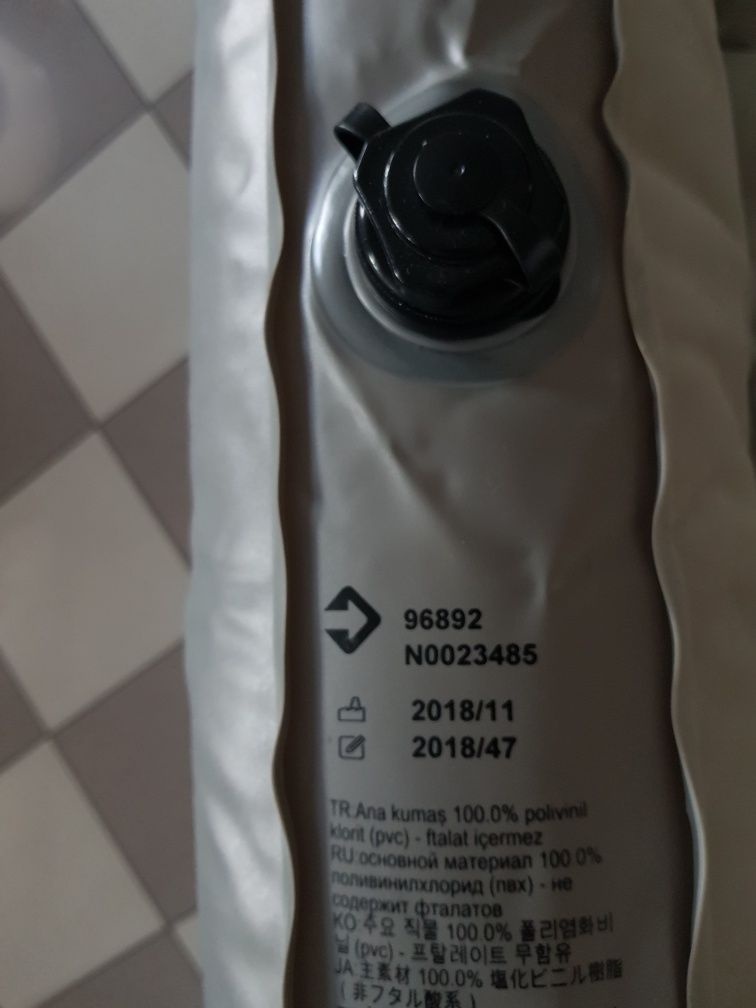 96892
N0023485
2018/11
2018/47
TR:Ana kumaş 100.0% polivinil
klorit (pvc) - ftalat içermez
RU:основной материал 100.0%
поливинилхлорид (пвх) - не
содержит фталатов
KO:수요 직물 100.0% 폴리염화비
닐 (pvc) - 프탈레이트 무함유
JA:主素材 100.0% 塩化ビニル樹脂
( 非フタル酸系 )